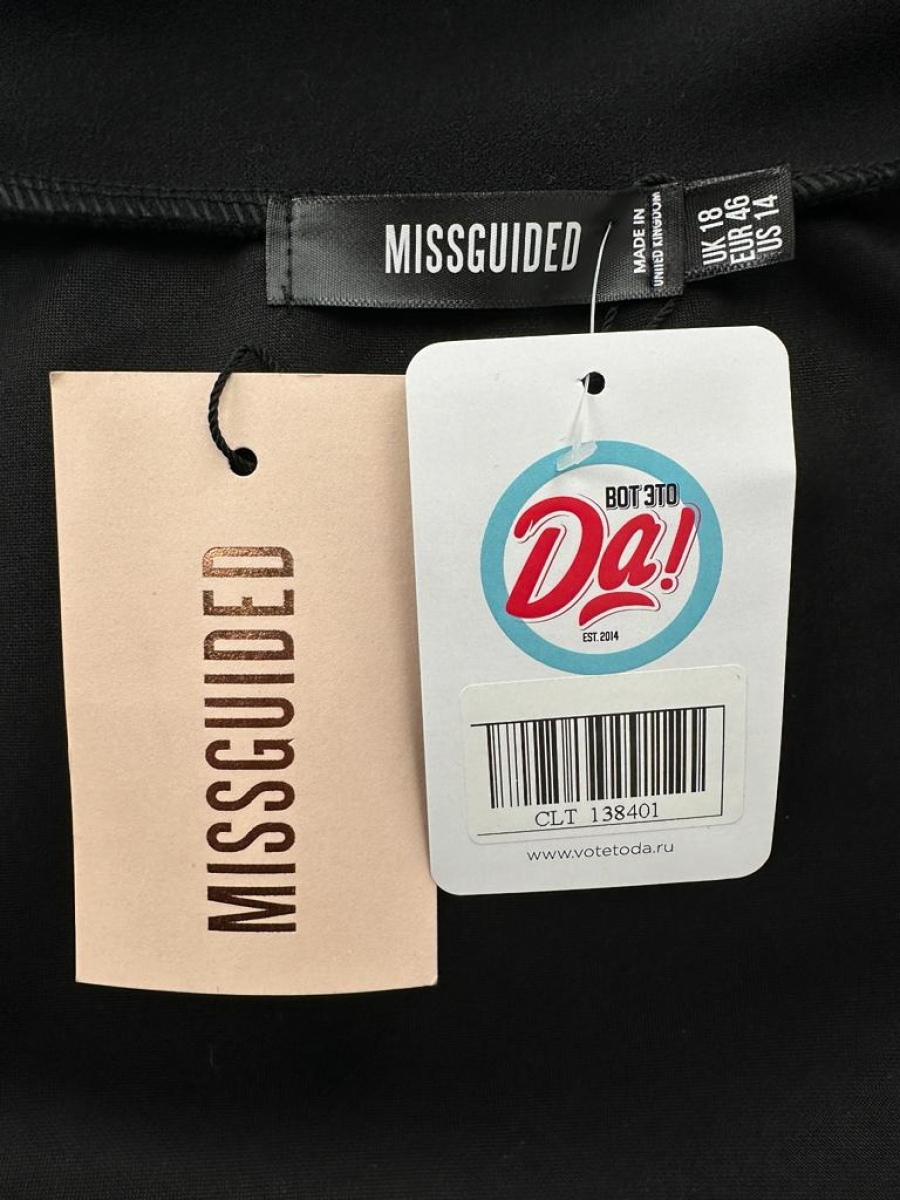 MISSGUIDED
MADE IN
UNITED KINGDOM
UK 18
EUR 46
US 14
MISSGUIDED
ВОТ ЭТО
Да!
EST. 2014
CLT 138401
www.votetoda.ru